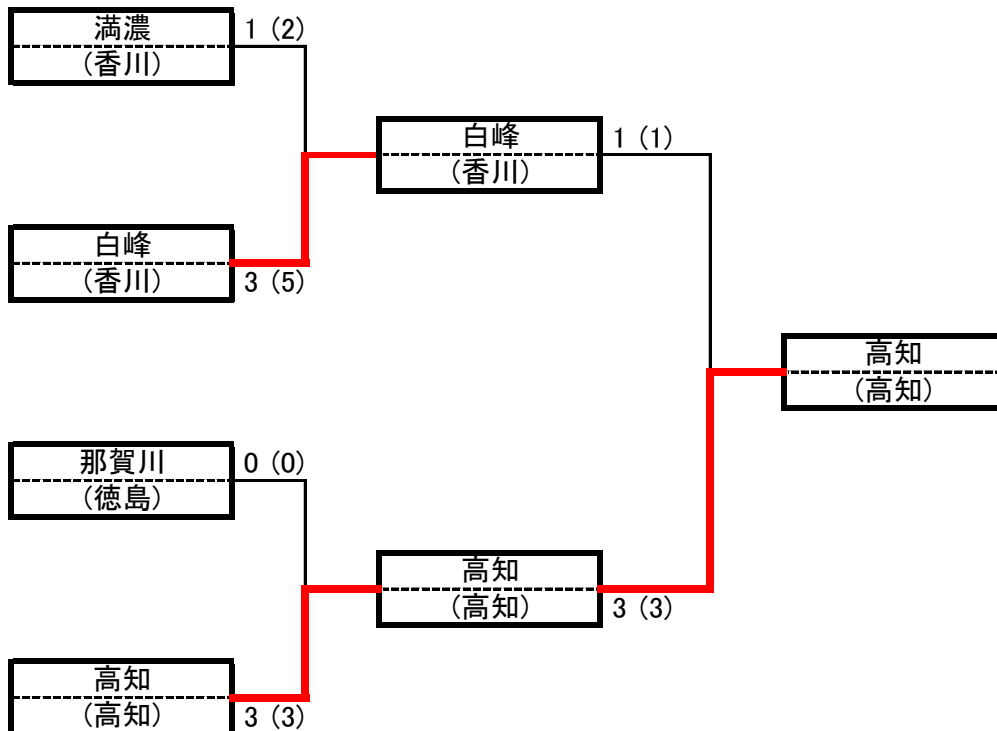 満濃
(香川)
1 (2)
白峰
(香川)
1 (1)
白峰
(香川)
3 (5)
高知
(高知)
那賀川
(徳島)
0 (0)
高知
(高知)
3 (3)
高知
(高知)
3 (3)